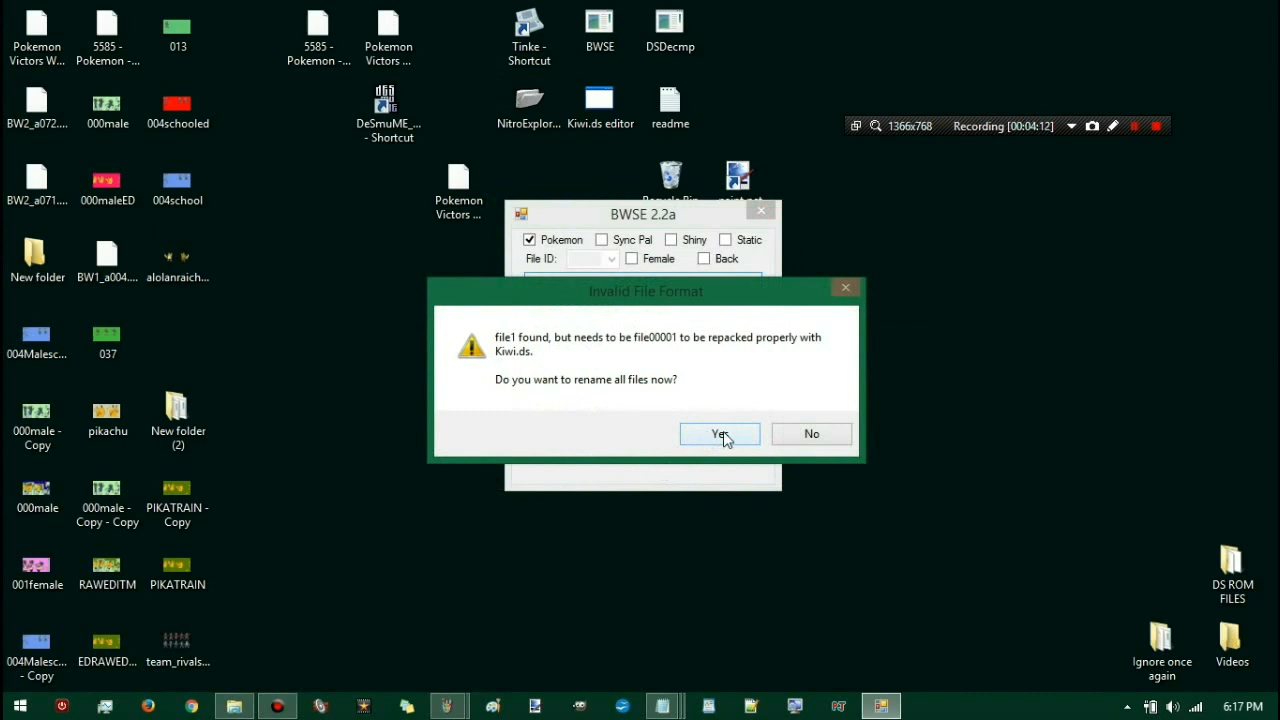 Pokemon
Victors W...
5585 -
Pokemon -...
013
5585 -
Pokemon -...
Pokemon
Victors ...
Tinke -
Shortcut
BWSE
DSDecmp
BW2_a072....
000male
004schooled
DeSmuME_...
- Shortcut
NitroExplor...
Kiwi.ds editor
readme
1366x768
Recording [00:04:12]
BW2_a071....
000maleED
004school
Pokemon
Victors ...
Recycle Bin
paint.net
BWSE 2.2a
Pokemon
Sync Pal
Shiny
Static
File ID:
Female
Back
New folder
BW1_a004....
alolanraich...
Invalid File Format
file1 found, but needs to be file00001 to be repacked properly with
Kiwi.ds.
Do you want to rename all files now?
Yes
No
004Malesc...
037
000male -
Copy
pikachu
New folder
(2)
000male
000male -
Copy - Copy
PIKATRAIN -
Copy
001female
RAWEDITM
PIKATRAIN
DS ROM
FILES
004Malesc...
- Copy
EDRAWED...
team_rivals...
Ignore once
again
Videos
6:17 PM